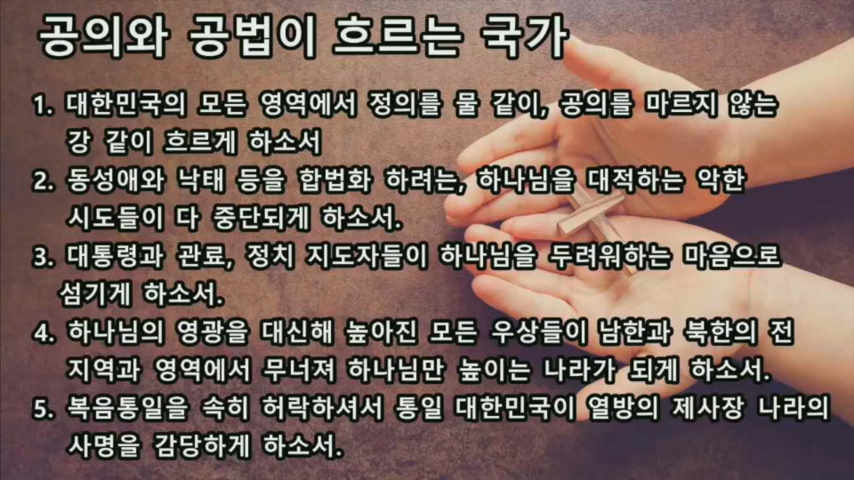 공의와 공법이 흐르는 국가
1. 대한민국의 모든 영역에서 정의를 물 같이, 공의를 마르지 않는
강 같이 흐르게 하소서
2. 동성애와 낙태 등을 합법화 하려는, 하나님을 대적하는 악한
시도들이 다 중단되게 하소서.
3. 대통령과 관료, 정치 지도자들이 하나님을 두려워하는 마음으로
섬기게 하소서.
4. 하나님의 영광을 대신해 높아진 모든 우상들이 남한과 북한의 전
지역과 영역에서 무너져 하나님만 높이는 나라가 되게 하소서.
5. 복음통일을 속히 허락하셔서 통일 대한민국이 열방의 제사장 나라의
사명을 감당하게 하소서.